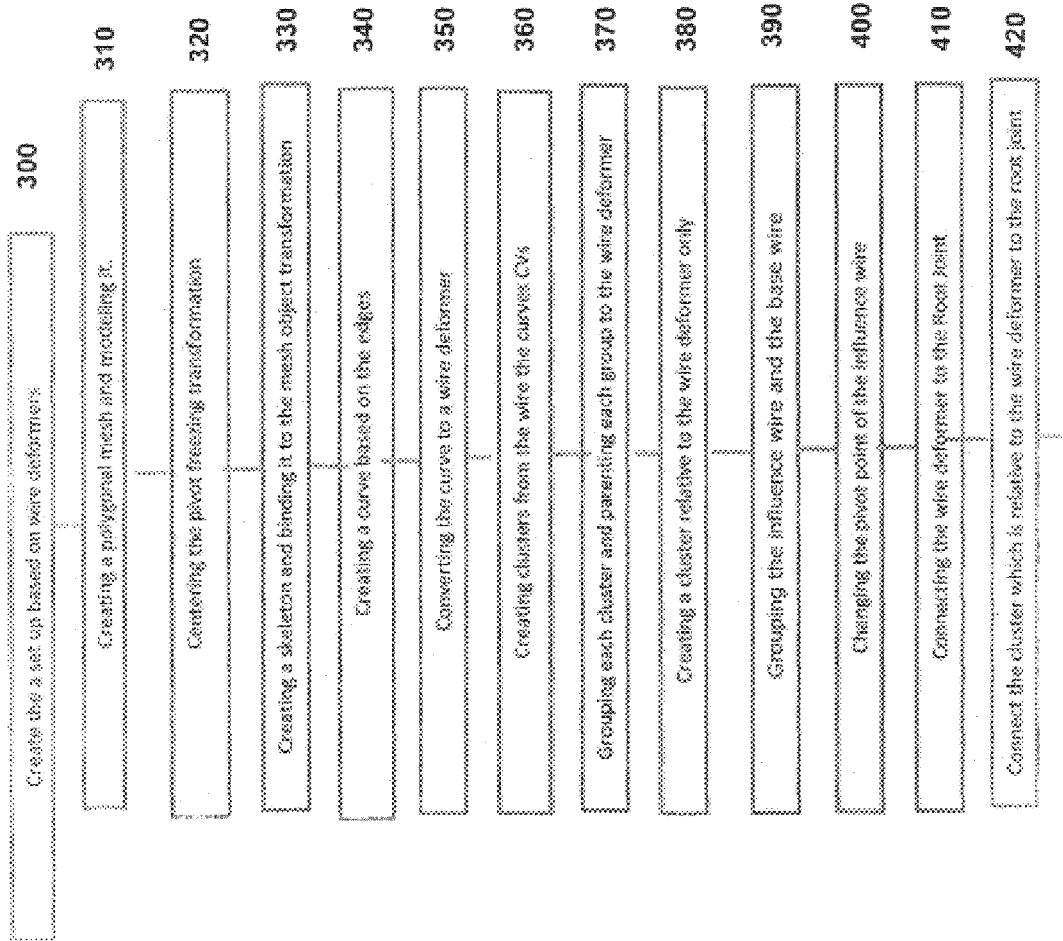 300
Create the a set up based on wire deformers
310
Creating a polygonal mesh and modeling it.
320
Centering the pivot freezing transformation
330
Creating a skeleton and binding it to the mesh object transformation
340
Creating a curve based on the edges
350
Converting the curve to a wire deformer
360
Creating clusters from the wire the curves CVs
370
Grouping each cluster and parenting each group to the wire deformer
380
Creating a cluster relative to the wire deformer only
390
Grouping the influence wire and the base wire
400
Changing the pivot point of the influence wire
410
Connecting the wire deformer to the Root Joint
420
Connect the cluster which is relative to the wire deformer to the root joint